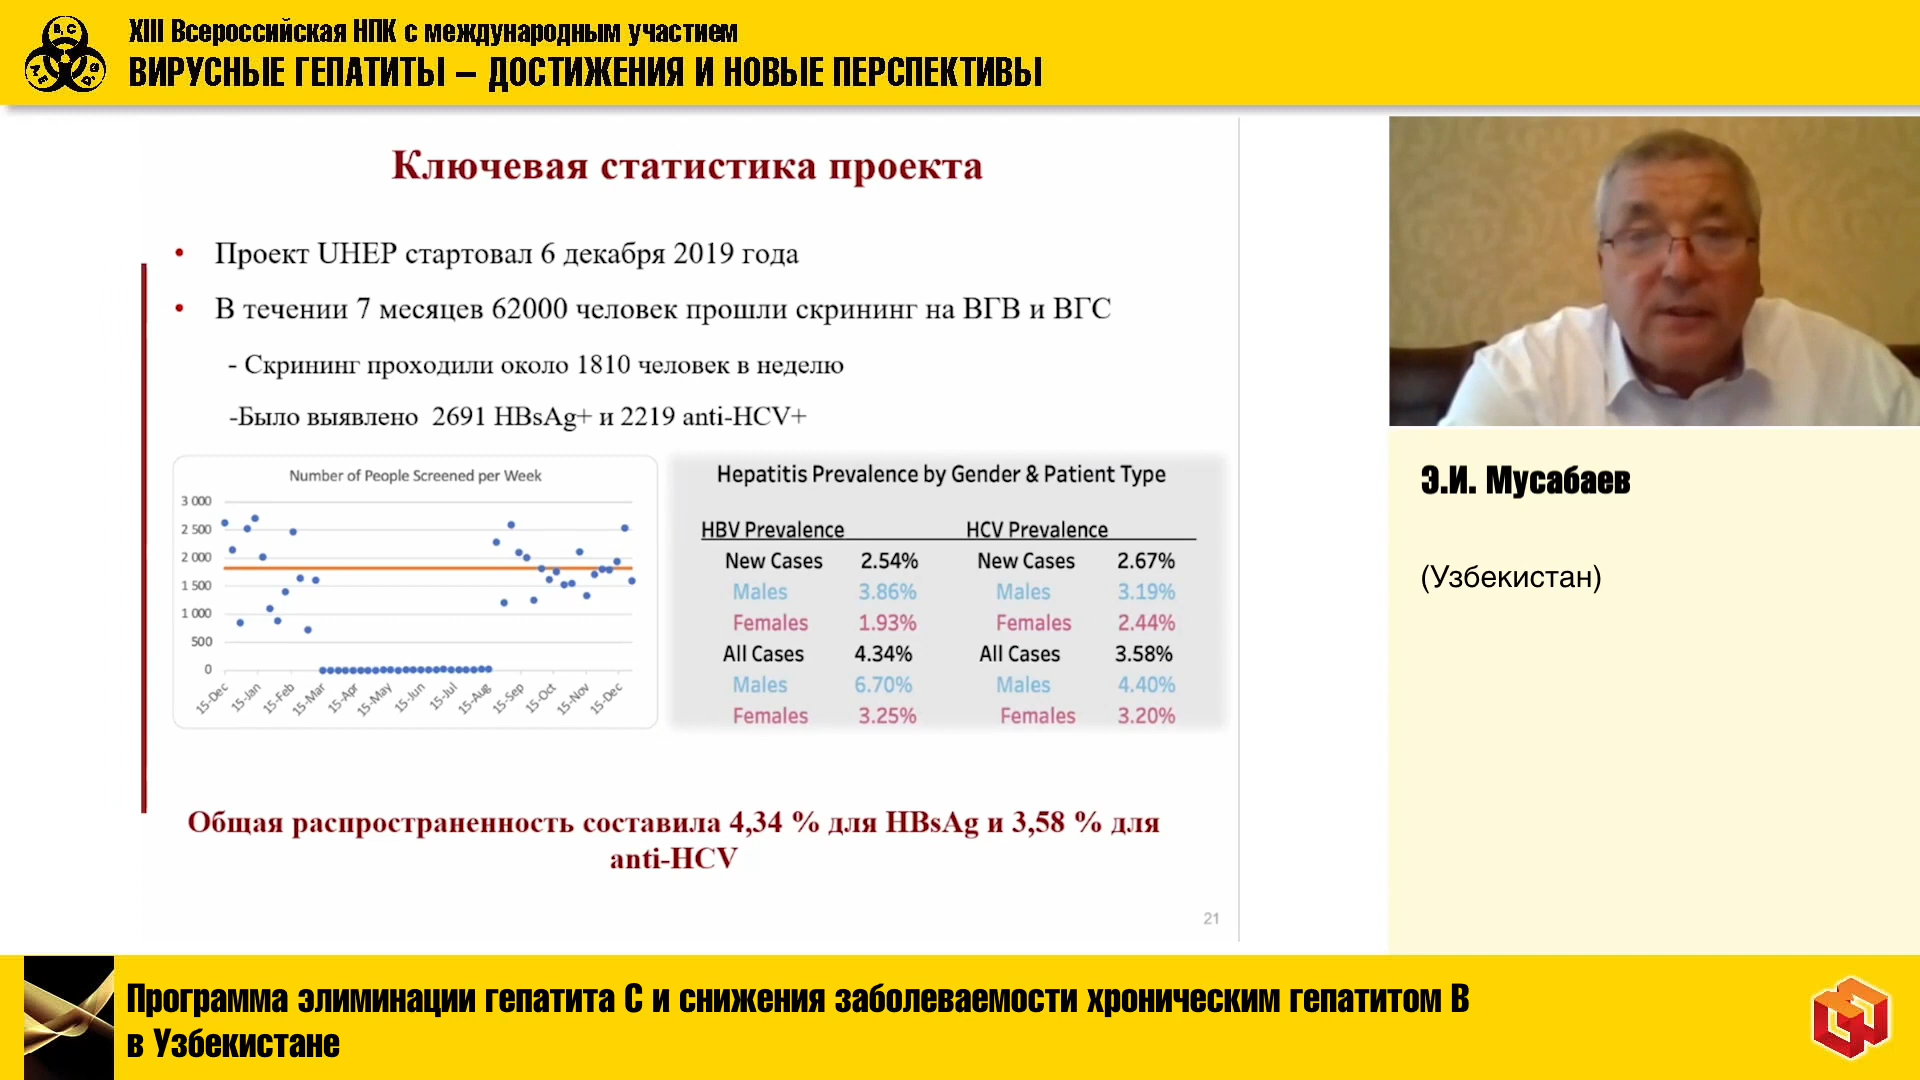 XIII Всероссийская НПК с международным участием
ВИРУСНЫЕ ГЕПАТИТЫ – ДОСТИЖЕНИЯ И НОВЫЕ ПЕРСПЕКТИВЫ
B, C
Ключевая статистика проекта
• Проект UHEP стартовал 6 декабря 2019 года
• В течении 7 месяцев 62000 человек прошли скрининг на ВГВ и ВГС
- Скрининг проходили около 1810 человек в неделю
-Было выявлено 2691 HBsAg+ и 2219 anti-HCV+
Number of People Screened per Week
3 000
2 500
2 000
1 500
1 000
500
0
15-Dec 15-Jan 15-Feb 15-Mar 15-Apr 15-May 15-Jun 15-Jul 15-Aug 15-Sep 15-Oct 15-Nov 15-Dec
Hepatitis Prevalence by Gender & Patient Type
HBV Prevalence HCV Prevalence
New Cases 2.54% New Cases 2.67%
Males 3.86% Males 3.19%
Females 1.93% Females 2.44%
All Cases 4.34% All Cases 3.58%
Males 6.70% Males 4.40%
Females 3.25% Females 3.20%
Общая распространенность составила 4,34 % для HBsAg и 3,58 % для
anti-HCV
21
Э.И. Мусабаев
(Узбекистан)
Программа элиминации гепатита С и снижения заболеваемости хроническим гепатитом В
в Узбекистане